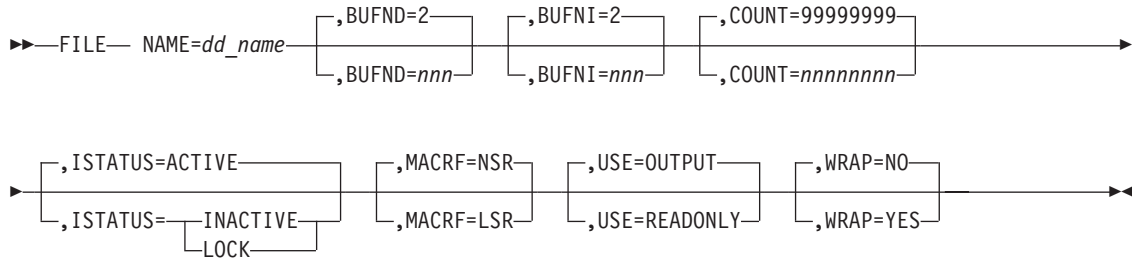 ,BUFND=2 ,BUFNI=2 ,COUNT=99999999
FILE NAME=dd_name
,BUFND=nnn ,BUFNI=nnn ,COUNT=nnnnnnnn
,ISTATUS=ACTIVE ,MACRF=NSR ,USE=OUTPUT ,WRAP=NO
,ISTATUS= INACTIVE ,MACRF=LSR ,USE=READONLY ,WRAP=YES
LOCK